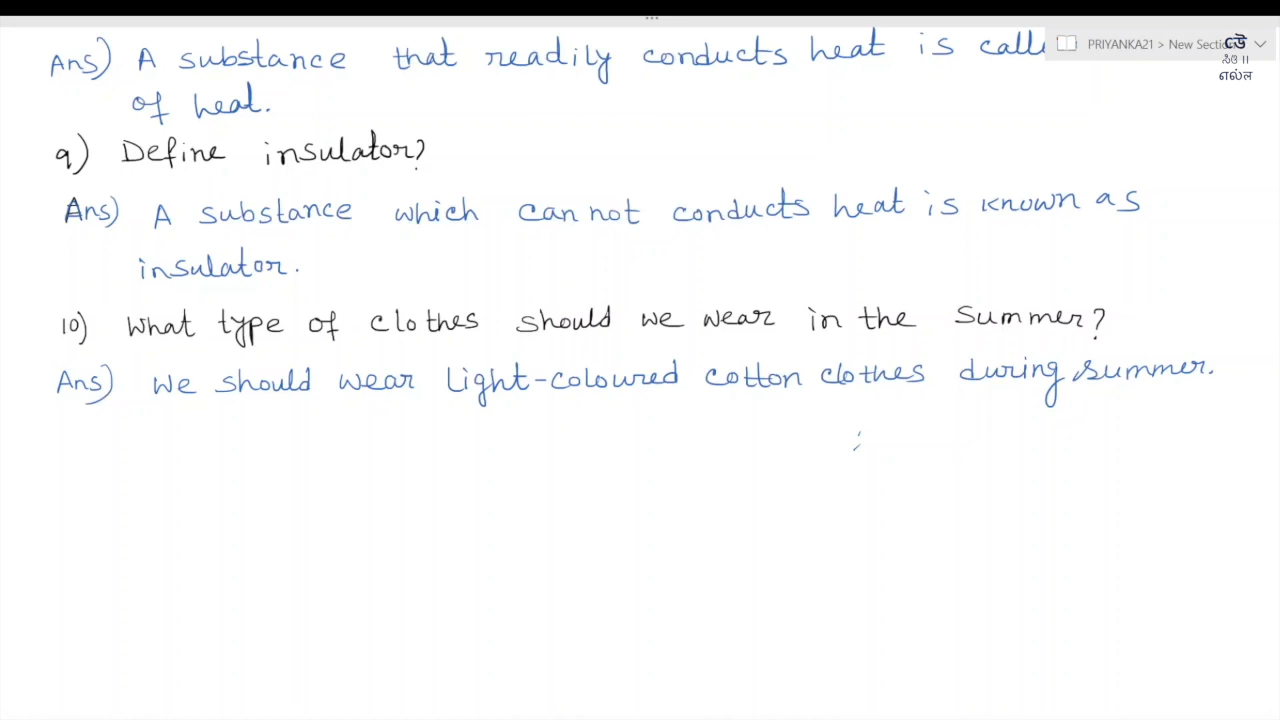 Ans) A substance that readily conducts heat is
PRIYANKA21 > New Section
of heat.
9) Define insulator?
Ans) A substance which can not conducts heat is known as
insulator.
10) What type of clothes should we wear in the summer?
Ans) We should wear light-coloured cotton clothes during summer.